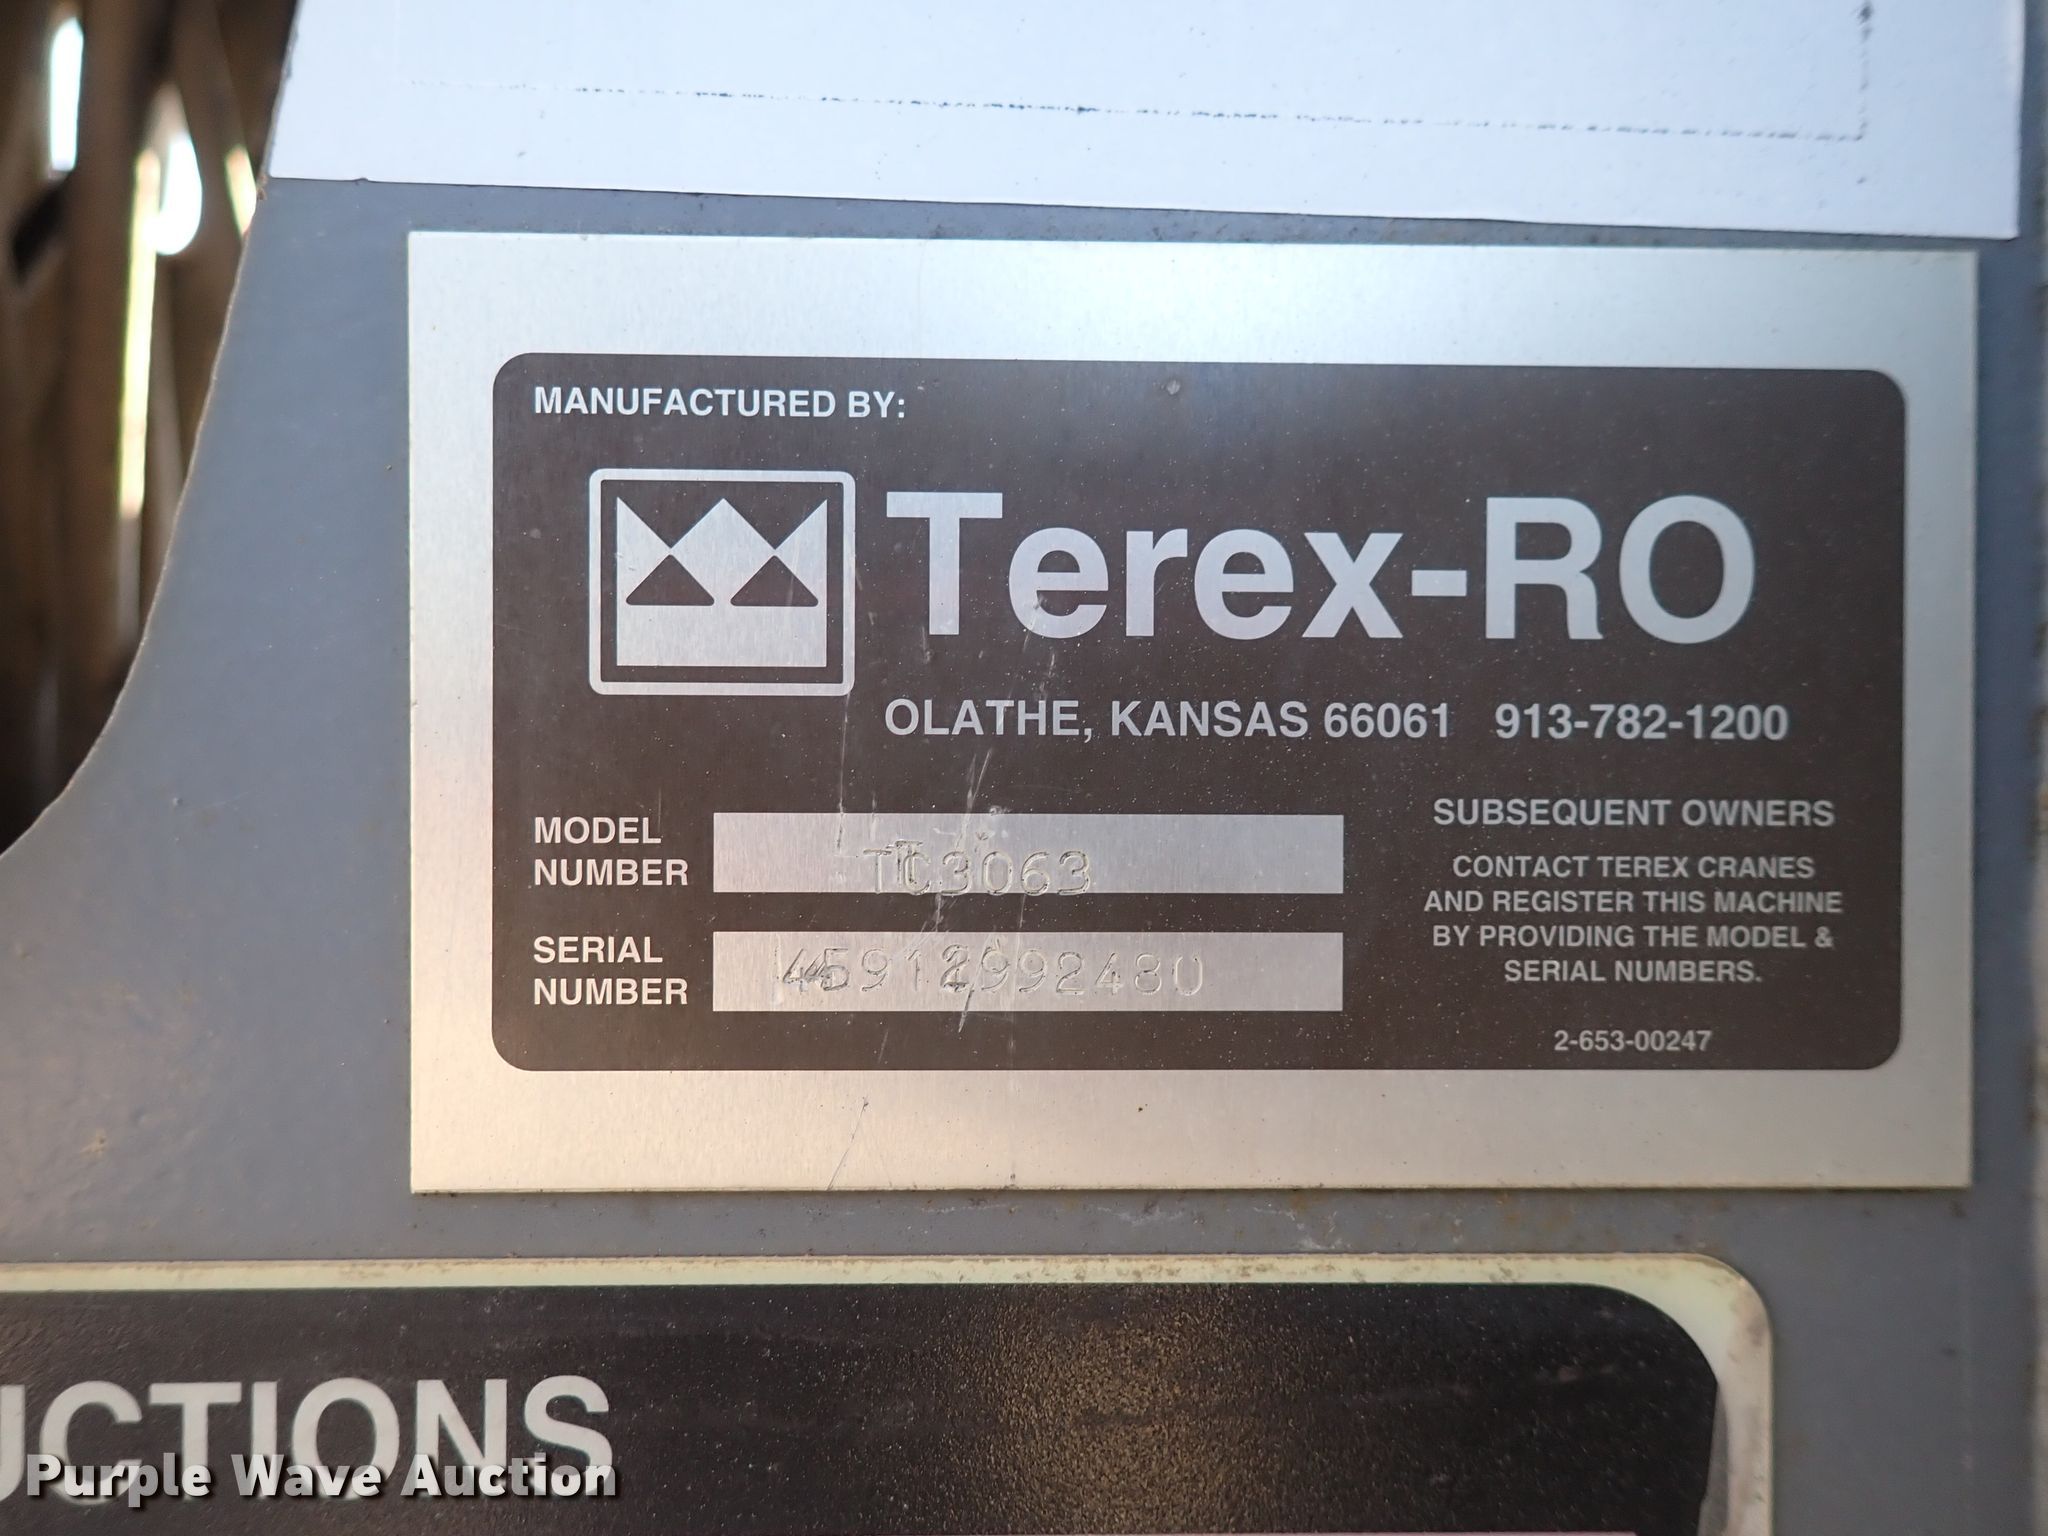 MANUFACTURED BY:
Terex-RO
OLATHE, KANSAS 66061 913-782-1200
MODEL NUMBER TC3063
SERIAL NUMBER
SUBSEQUENT OWNERS
CONTACT TEREX CRANES
AND REGISTER THIS MACHINE
BY PROVIDING THE MODEL &
SERIAL NUMBERS.
2-653-00247
UCTIONS
Purple Wave Auction